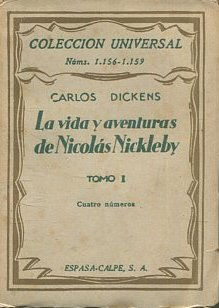 COLECCION UNIVERSAL
Núms. 1.156-1.159
CARLOS DICKENS
La vida y aventuras
de Nicolás Nickleby
TOMO I
Cuatro números
ESPASA-CALPE, S. A.